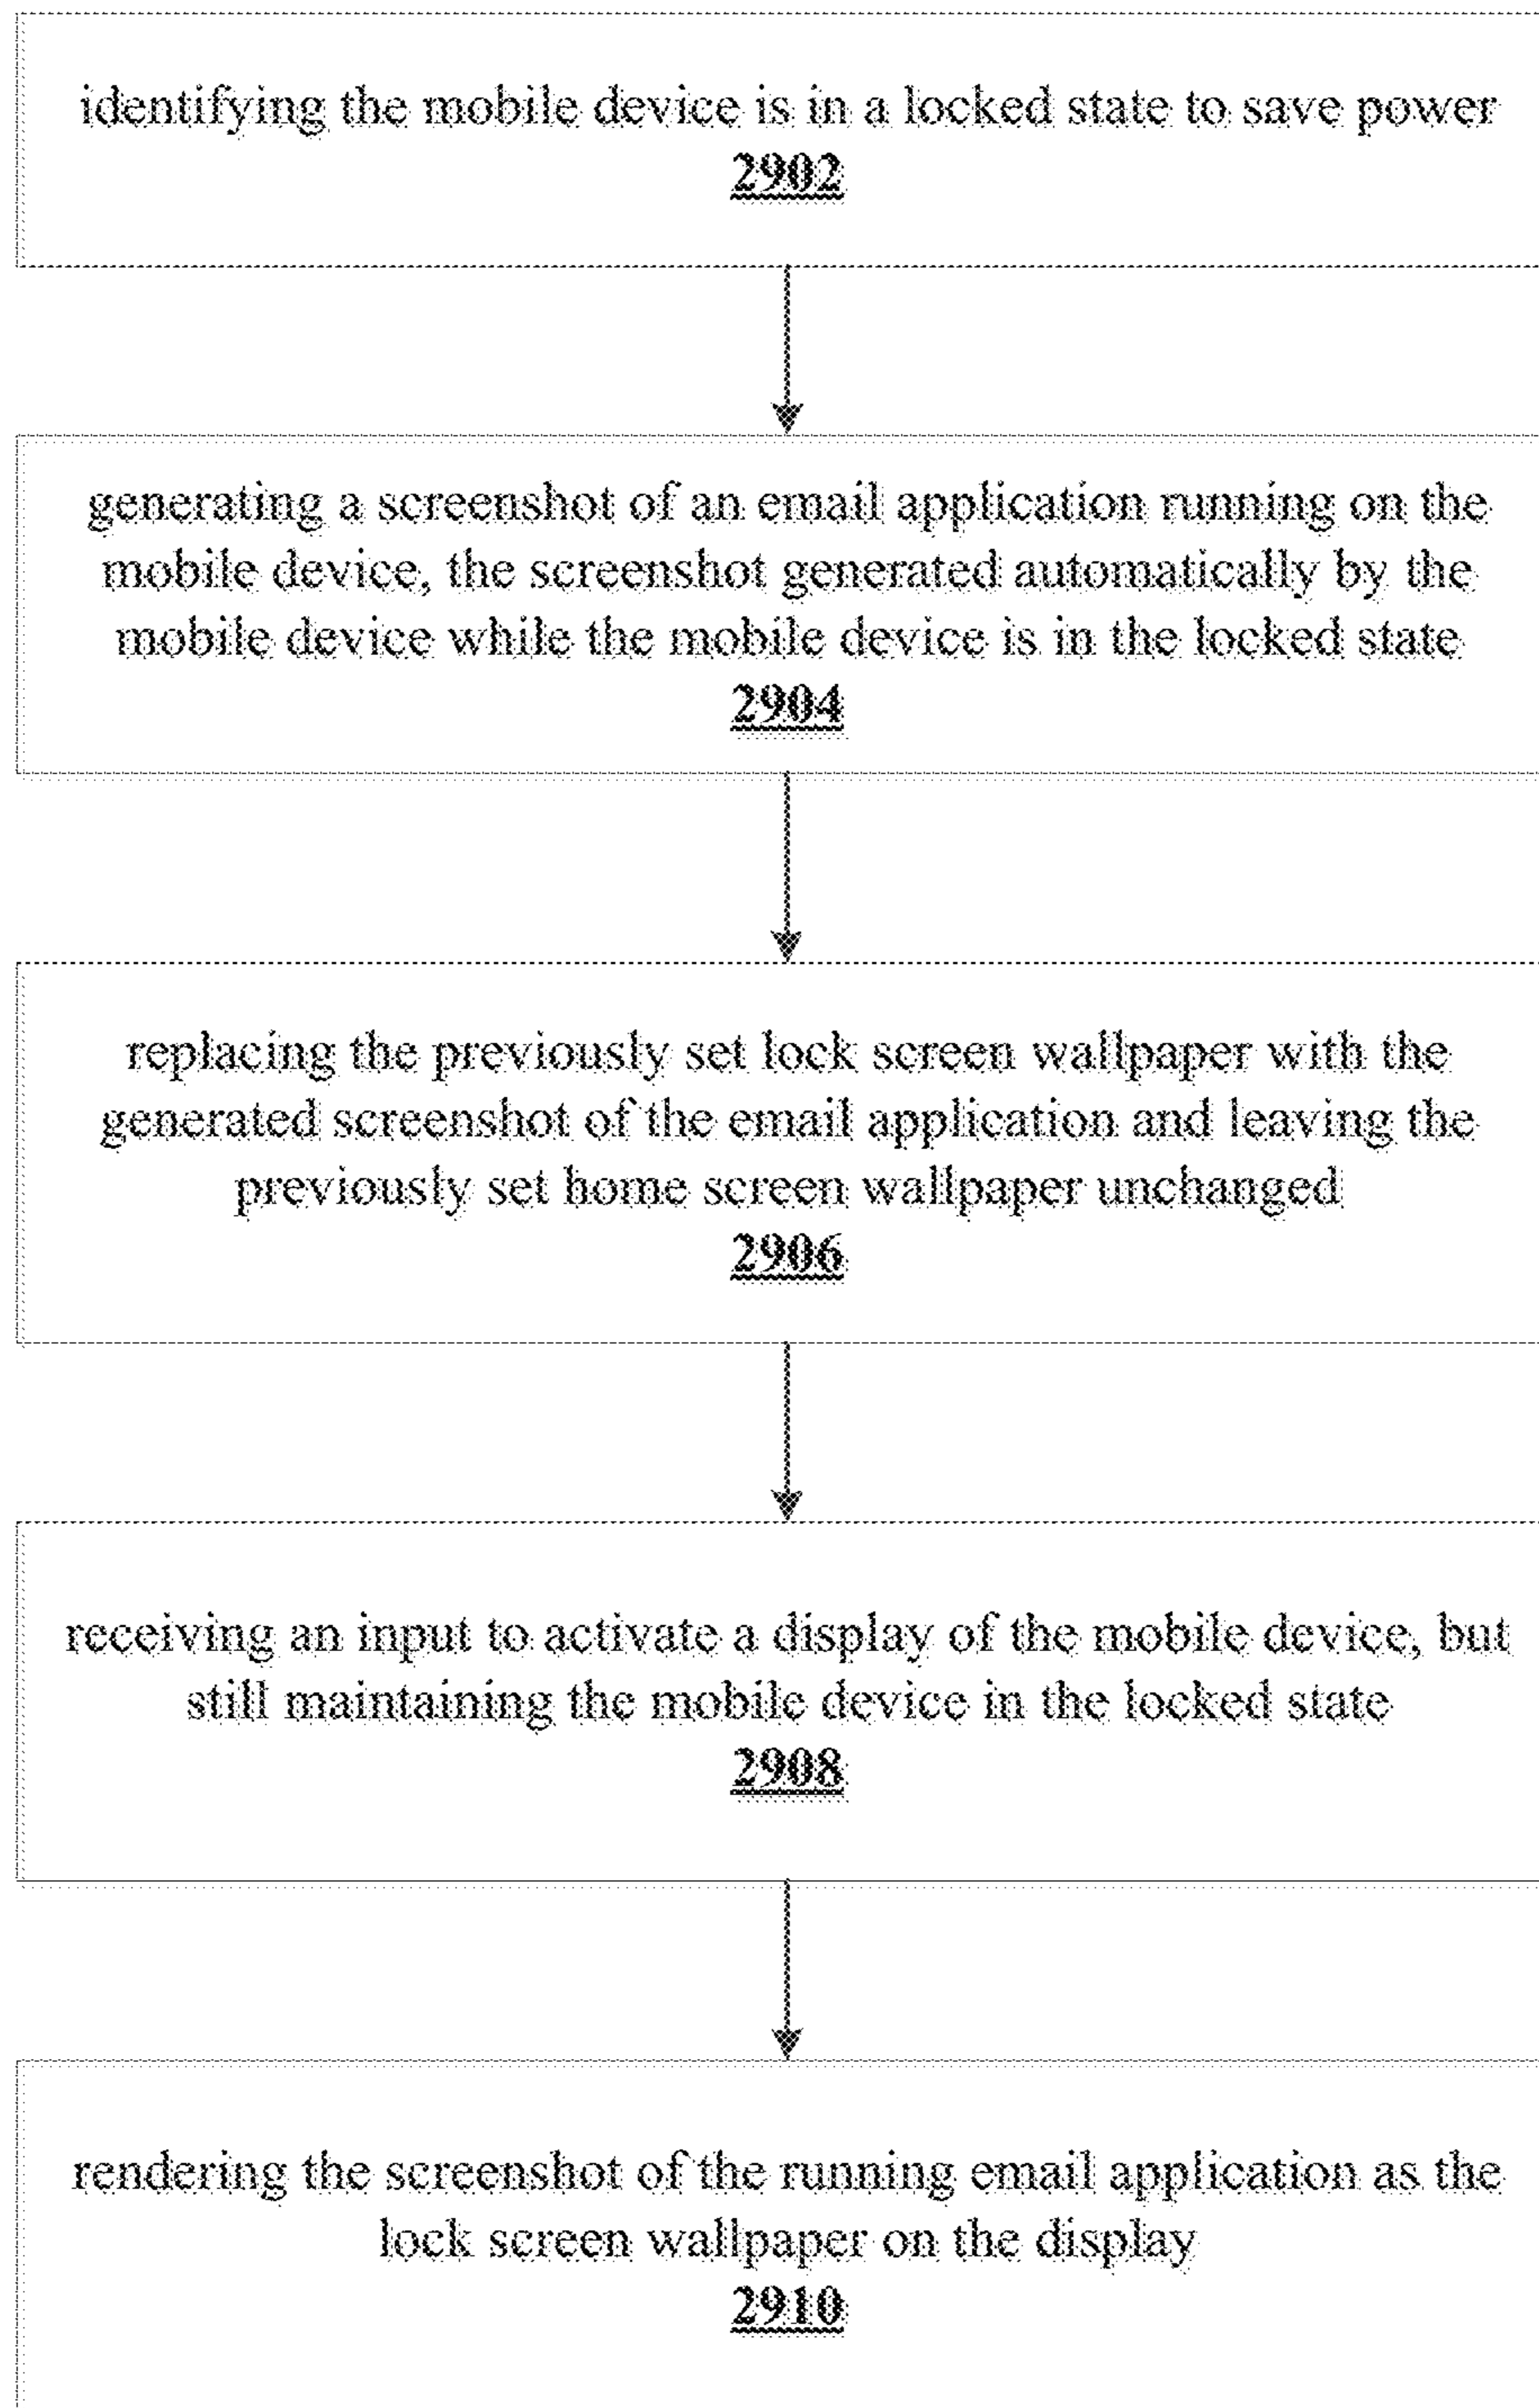 identifying the mobile device is in a locked state to save power
2902
generating a screenshot of an email application running on the
mobile device, the screenshot generated automatically by the
mobile device while the mobile device is in the locked state
2904
replacing the previously set lock screen wallpaper with the
generated screenshot of the email application and leaving the
previously set home screen wallpaper unchanged
2906
receiving an input to activate a display of the mobile device, but
still maintaining the mobile device in the locked state
2908
rendering the screenshot of the running email application as the
lock screen wallpaper on the display
2910